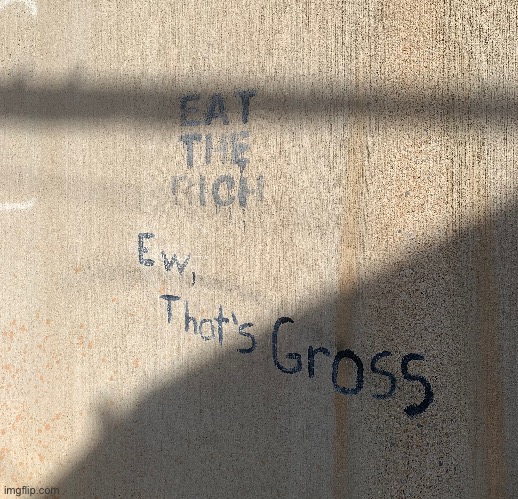 EAT
THE
RICH
Ew,
That's Gross
imgflip.com